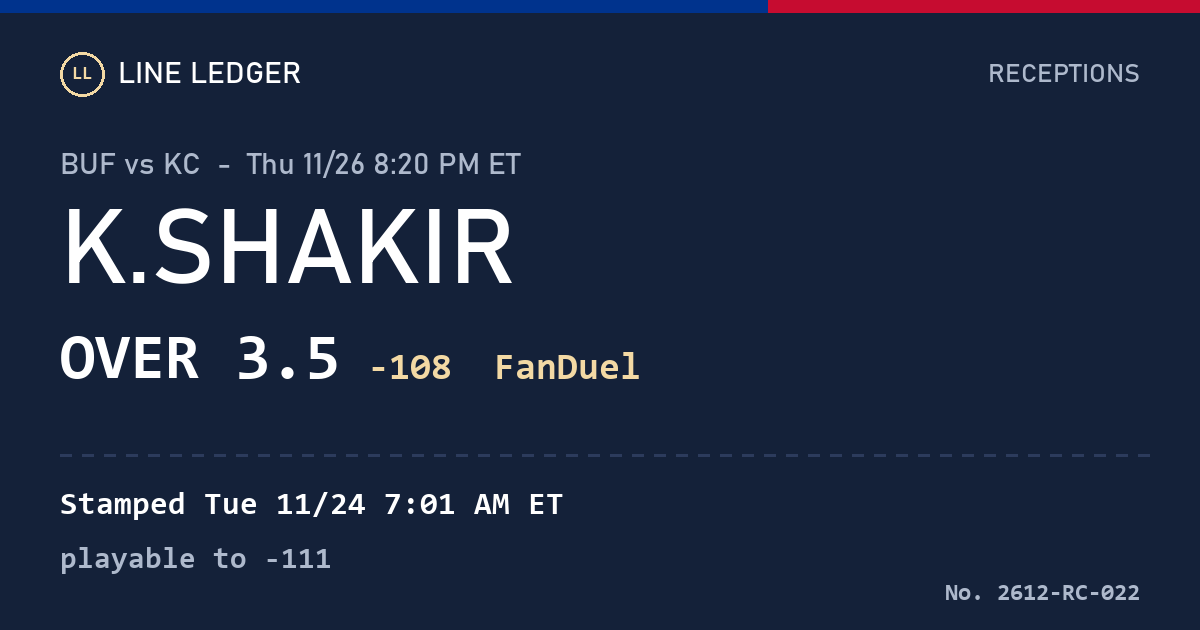 LL LINE LEDGER RECEPTIONS
BUF vs KC - Thu 11/26 8:20 PM ET
K.SHAKIR
OVER 3.5 -108 FanDuel
Stamped Tue 11/24 7:01 AM ET
playable to -111
No. 2612-RC-022